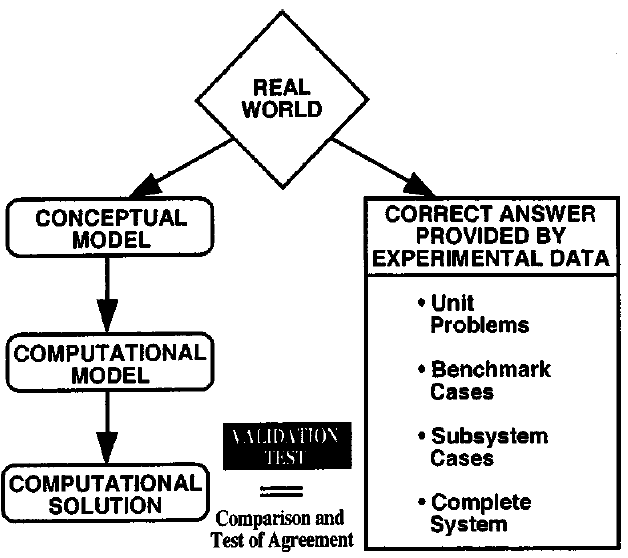 REAL
WORLD
CONCEPTUAL
MODEL
COMPUTATIONAL
MODEL
COMPUTATIONAL
SOLUTION
VALIDATION
TEST
Comparison and
Test of Agreement
CORRECT ANSWER
PROVIDED BY
EXPERIMENTAL DATA
• Unit
Problems
• Benchmark
Cases
• Subsystem
Cases
• Complete
System